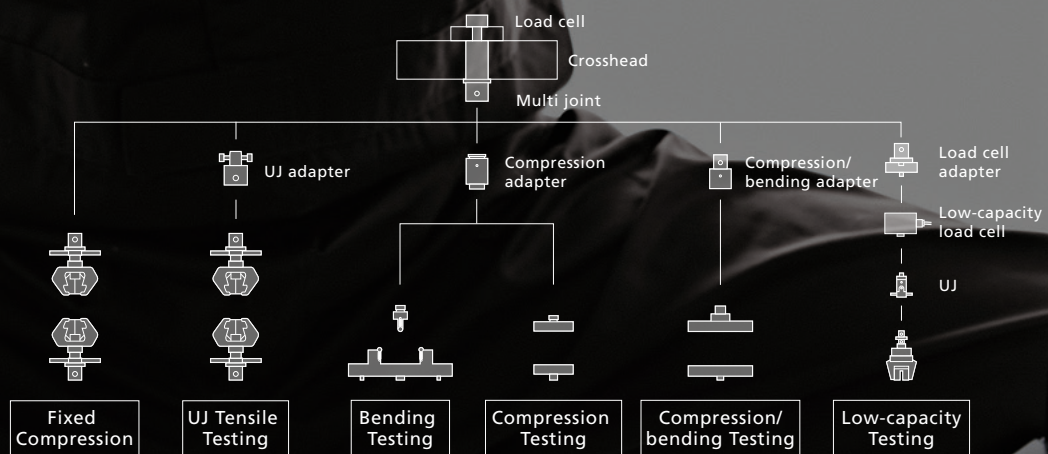 Load cell
Crosshead
Multi joint
UJ adapter
Compression
adapter
Compression/
bending adapter
Load cell
adapter
Low-capacity
load cell
UJ
Fixed
Compression
UJ Tensile
Testing
Bending
Testing
Compression
Testing
Compression/
bending Testing
Low-capacity
Testing